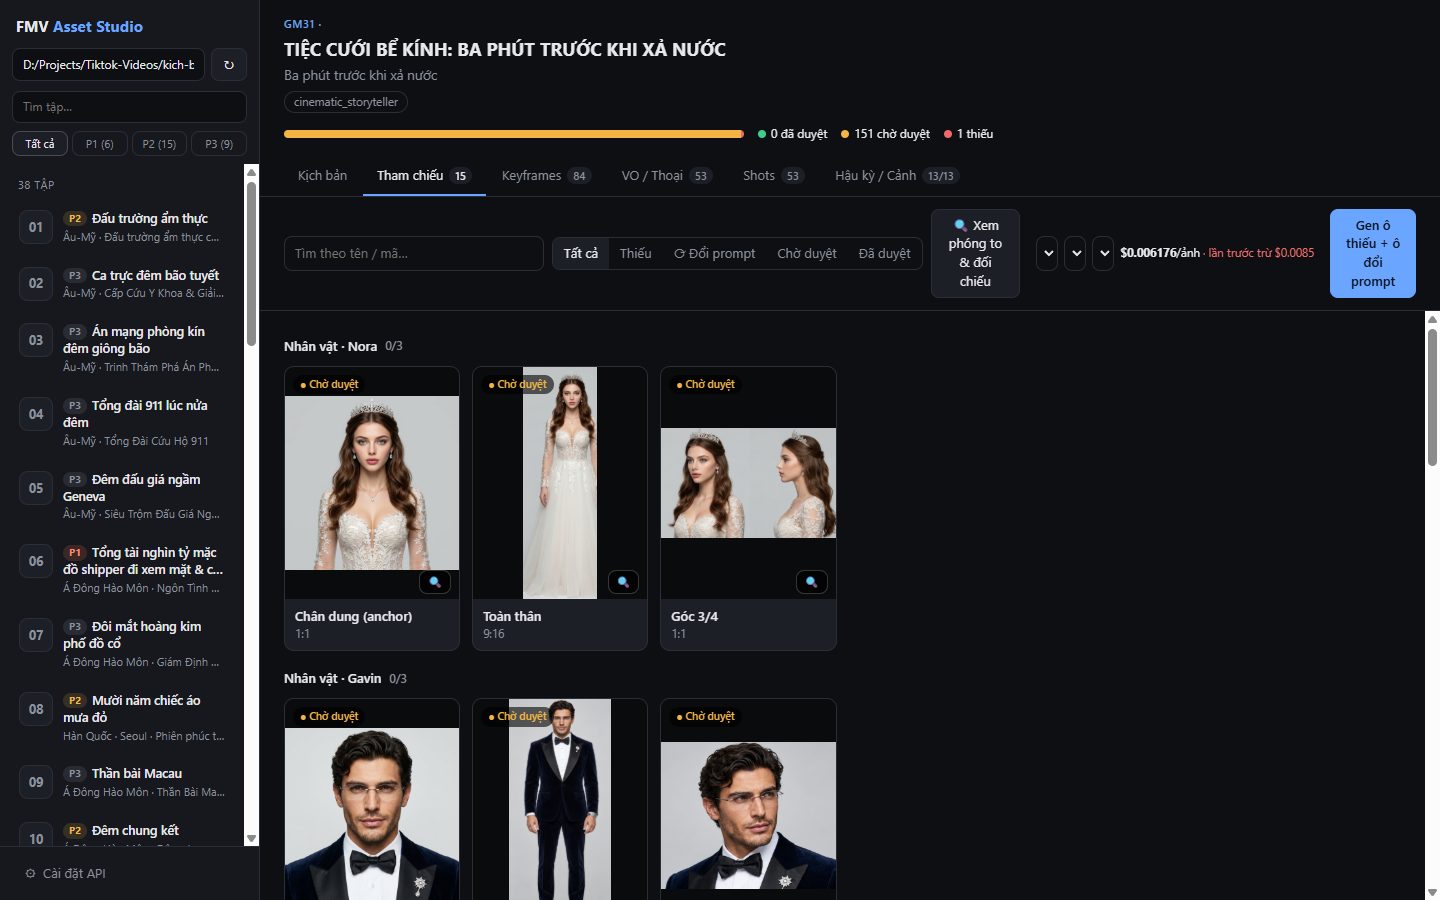 FMV Asset Studio
D:/Projects/Tiktok-Videos/kich-b
Tìm tập...
Tất cả
P1 (6)
P2 (15)
P3 (9)
38 TẬP
01
P2 Đấu trường ẩm thực
Âu-Mỹ · Đấu trường ẩm thực c...
02
P3 Ca trực đêm bão tuyết
Âu-Mỹ · Cấp Cứu Y Khoa & Giải...
03
P3 Án mạng phòng kín
đêm giông bão
Âu-Mỹ · Trinh Thám Phá Án Ph...
04
P3 Tổng đài 911 lúc nửa
đêm
Âu-Mỹ · Tổng Đài Cứu Hộ 911
05
P3 Đêm đấu giá ngầm
Geneva
Âu-Mỹ · Siêu Trộm Đấu Giá Ng...
06
P1 Tổng tài nghìn tỷ mặc
đồ shipper đi xem mặt & c...
Á Đông Hào Môn · Ngôn Tình ...
07
P3 Đôi mắt hoàng kim
phố đồ cổ
Á Đông Hào Môn · Giám Định ...
08
P2 Mười năm chiếc áo
mưa đỏ
Hàn Quốc · Seoul · Phiên phúc t...
09
P3 Thần bài Macau
Á Đông Hào Môn · Thần Bài Ma...
10
P2 Đêm chung kết
Cài đặt API
GM31 ·
TIỆC CƯỚI BỂ KÍNH: BA PHÚT TRƯỚC KHI XẢ NƯỚC
Ba phút trước khi xả nước
cinematic_storyteller
0 đã duyệt
151 chờ duyệt
1 thiếu
Kịch bản
Tham chiếu 15
Keyframes 84
VO / Thoại 53
Shots 53
Hậu kỳ / Cảnh 13/13
Tìm theo tên / mã...
Tất cả
Thiếu
⟳ Đổi prompt
Chờ duyệt
Đã duyệt
Xem
phóng to
& đối
chiếu
$0.006176/ảnh · lần trước trừ $0.0085
Gen ô
thiếu + ô
đổi
prompt
Nhân vật · Nora 0/3
Chờ duyệt
Chờ duyệt
Chờ duyệt
Chân dung (anchor)
1:1
Toàn thân
9:16
Góc 3/4
1:1
Nhân vật · Gavin 0/3
Chờ duyệt
Chờ duyệt
Chờ duyệt